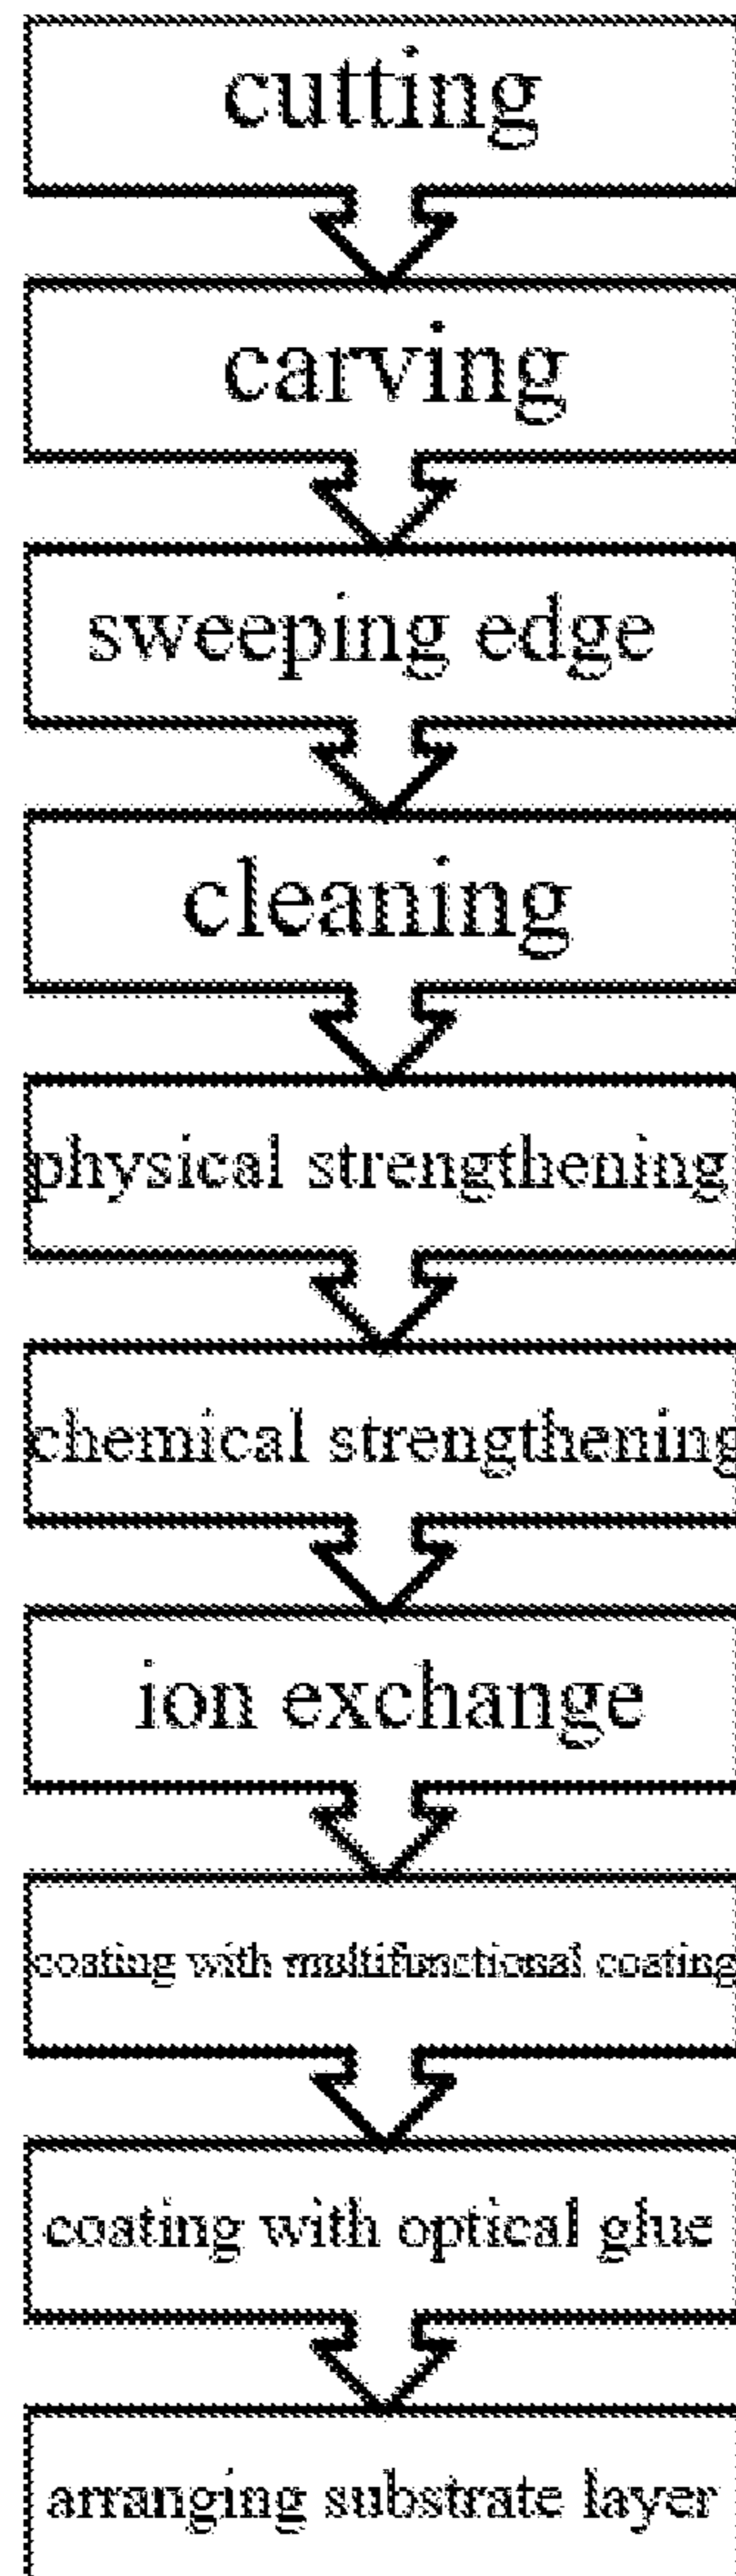 cutting
carving
sweeping edge
cleaning
physical strengthening
chemical strengthening
ion exchange
coating with multifunctional coating
coating with optical glue
arranging substrate layer